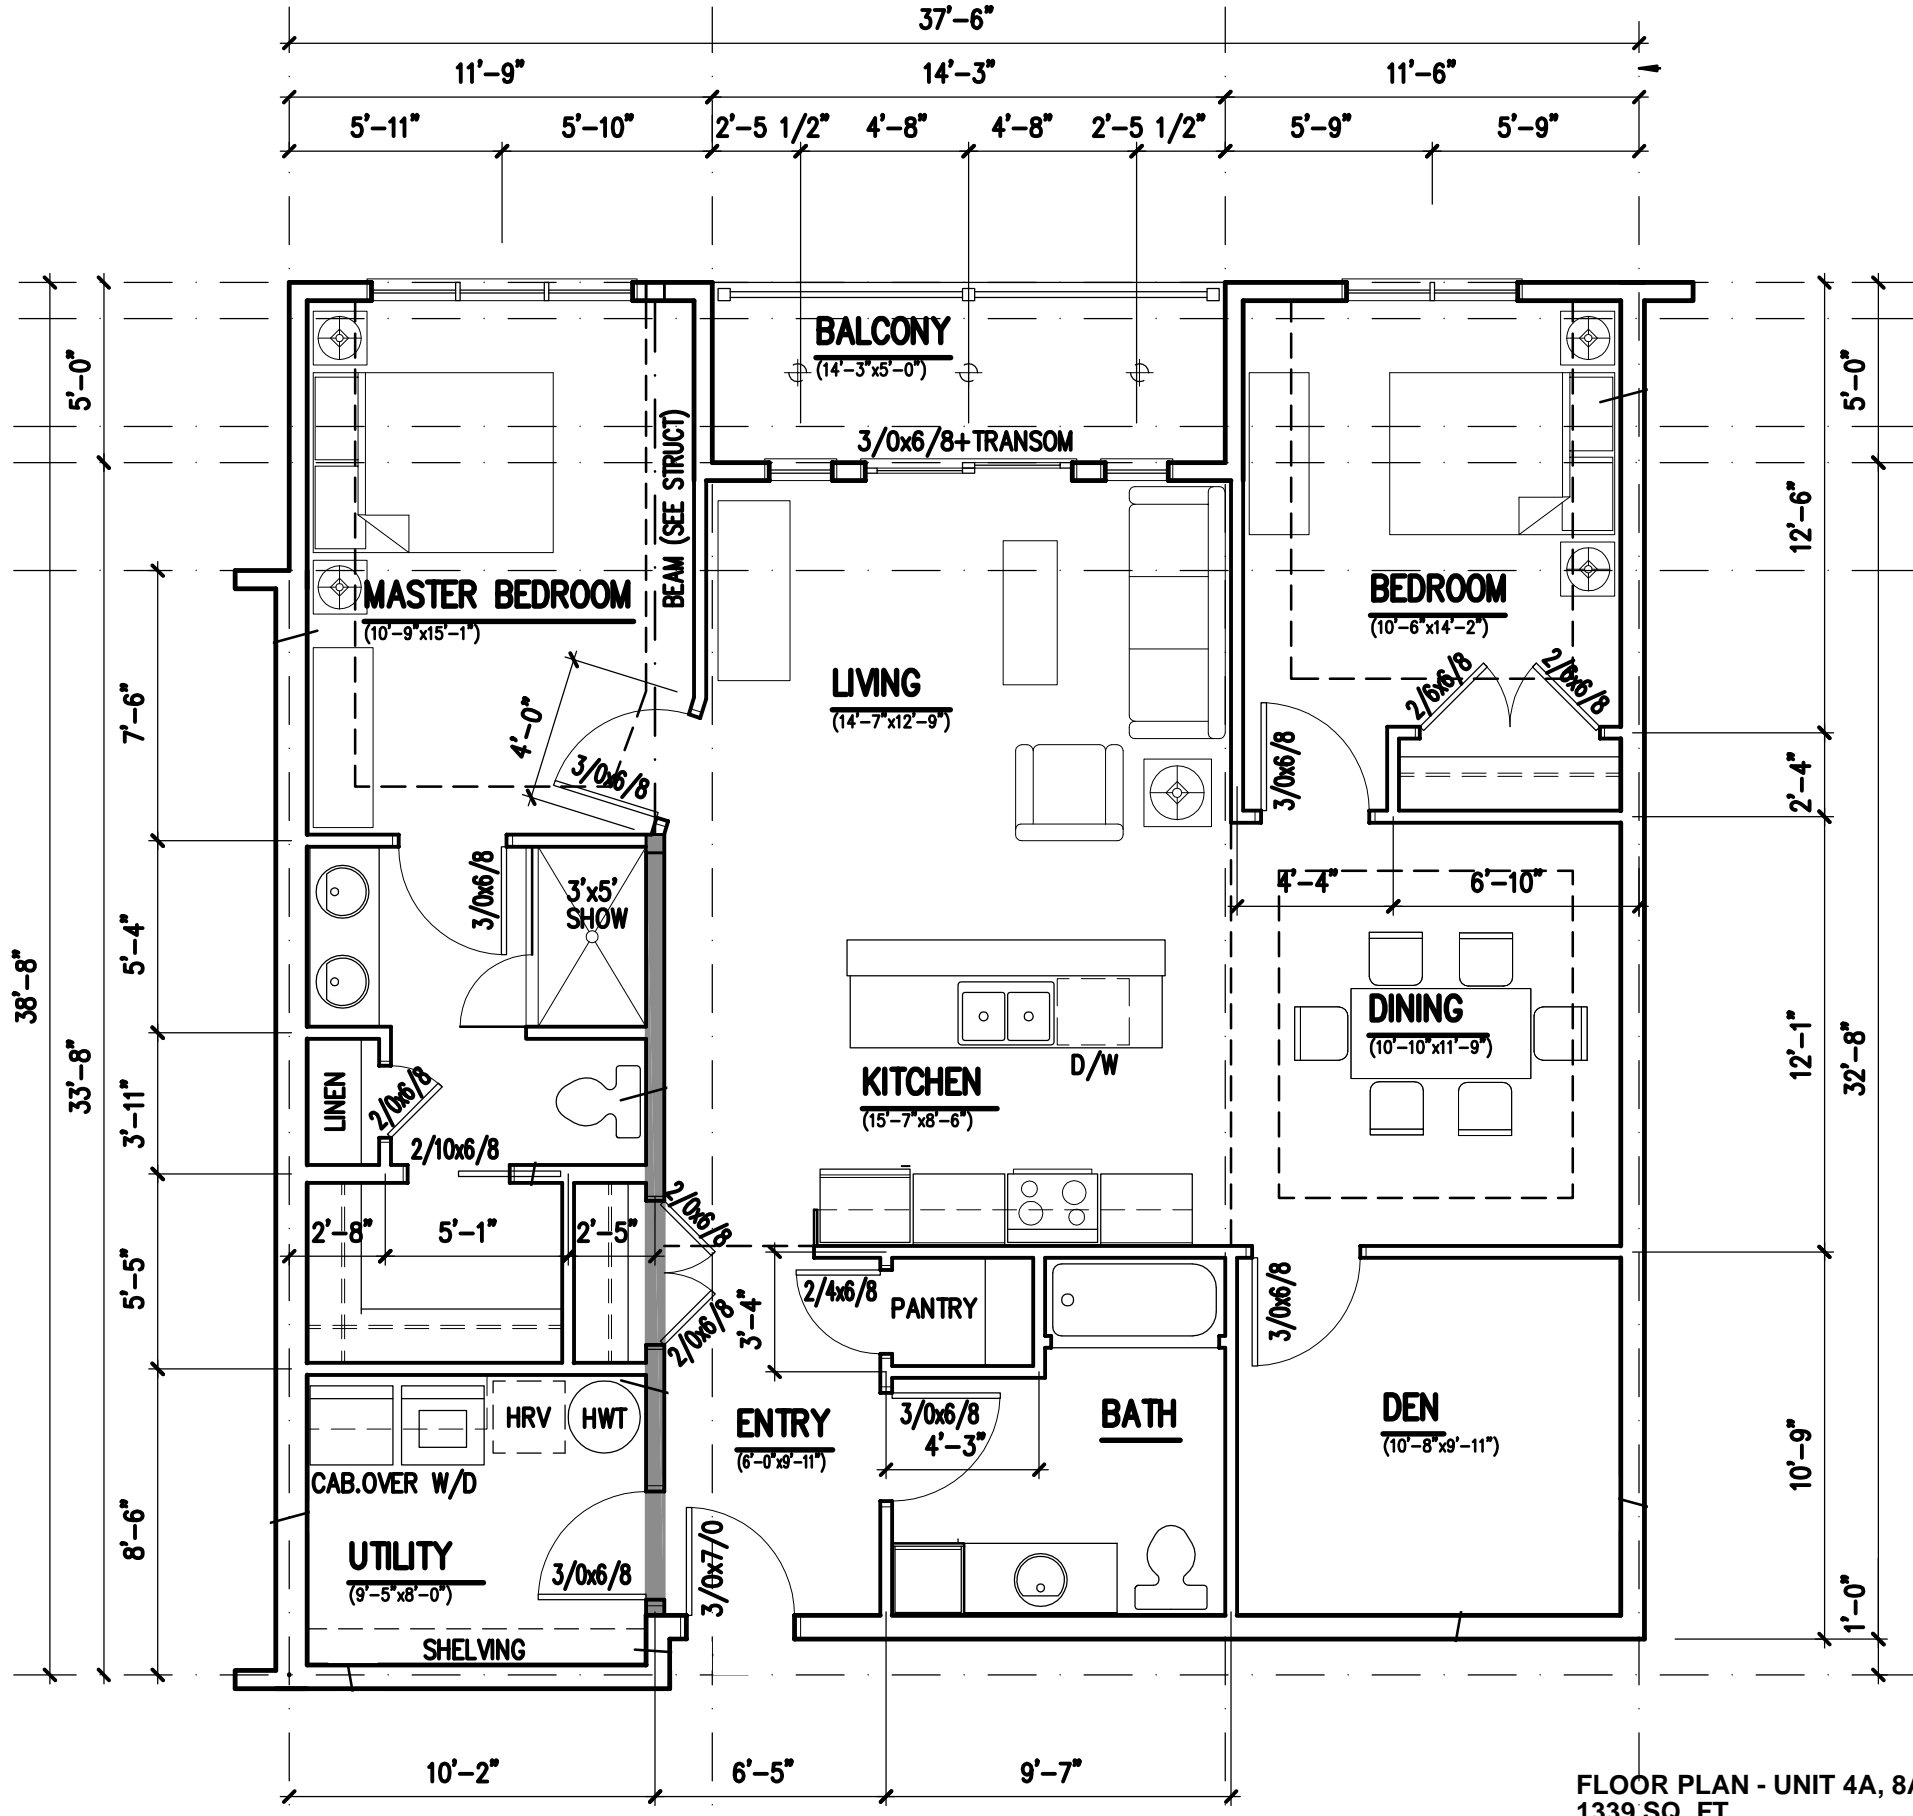 37'-6"
11'-9" 14'-3" 11'-6"
5'-11" 5'-10" 2'-5 1/2" 4'-8" 4'-8" 2'-5 1/2" 5'-9" 5'-9"
BALCONY
(14'-3"x5'-0")
3/0x6/8+TRANSOM
5'-0"
5'-0"
BEAM (SEE STRUCT)
12'-6"
MASTER BEDROOM
(10'-9"x15'-1")
BEDROOM
(10'-6"x14'-2")
LIVING
(14'-7"x12'-9")
2/6x6/8
2/6x6/8
7'-6"
4'-0"
3/0x6/8
3/0x6/8
2'-4"
3/0x6/8
3'x5'
SHOW
4'-4" 6'-10"
5'-4"
38'-8"
33'-8"
DINING
(10'-10"x11'-9")
12'-1"
32'-8"
D/W
KITCHEN
(15'-7"x8'-6")
LINEN
2/0x6/8
3'-11"
2/10x6/8
2/0x6/8
2'-8" 5'-1" 2'-5"
5'-5"
2/0x6/8
3'-4"
2/4x6/8
PANTRY
3/0x6/8
HRV
HWT
CAB.OVER W/D
ENTRY
(6'-0"x9'-11")
3/0x6/8
4'-3"
BATH
DEN
(10'-8"x9'-11")
10'-9"
8'-6"
UTILITY
(9'-5"x8'-0")
3/0x6/8
3/0x7/0
SHELVING
1'-0"
10'-2" 6'-5" 9'-7"
FLOOR PLAN - UNIT 4A, 8A
1339 SQ. FT.